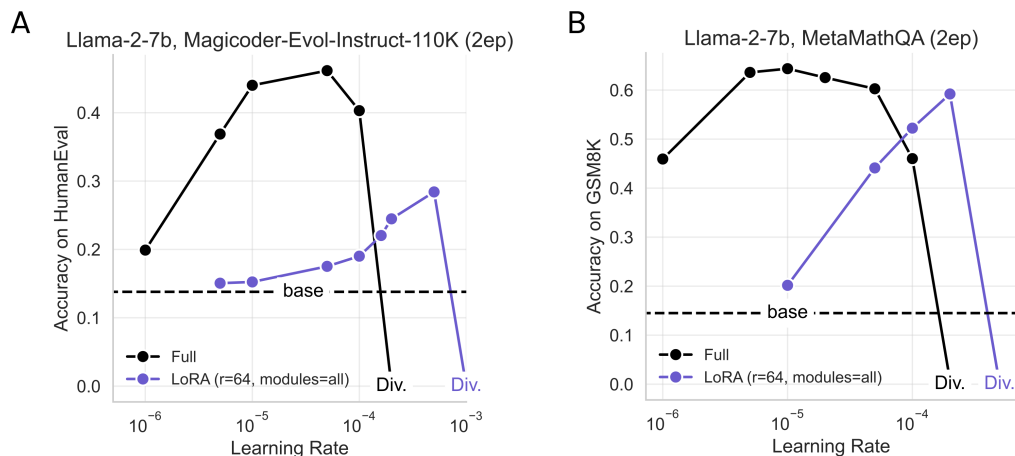 A
Llama-2-7b, Magicoder-Evol-Instruct-110K (2ep)
Accuracy on HumanEval
0.4
0.3
0.2
0.1
0.0
base
Full
LoRA (r=64, modules=all)
Div.
Div.
10⁻⁶
10⁻⁵
10⁻⁴
10⁻³
Learning Rate
B
Llama-2-7b, MetaMathQA (2ep)
Accuracy on GSM8K
0.6
0.5
0.4
0.3
0.2
0.1
0.0
base
Full
LoRA (r=64, modules=all)
Div.
Div.
10⁻⁶
10⁻⁵
10⁻⁴
Learning Rate